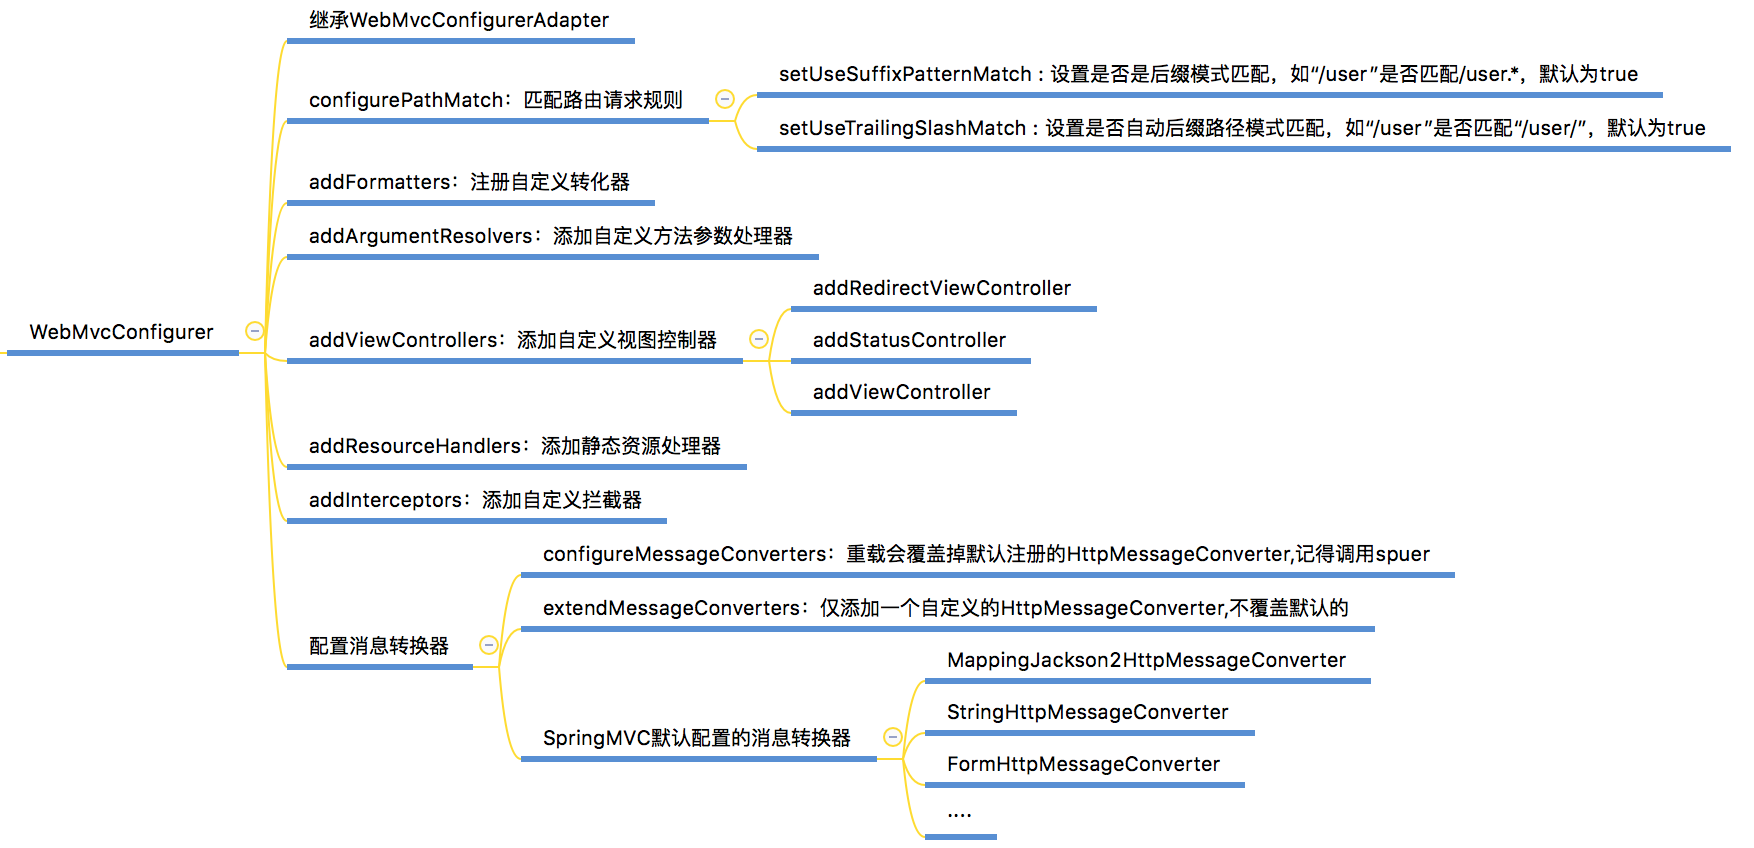 继承WebMvcConfigurerAdapter
setUseSuffixPatternMatch : 设置是否是后缀模式匹配，如“/user”是否匹配/user.*，默认为true
configurePathMatch：匹配路由请求规则
setUseTrailingSlashMatch : 设置是否自动后缀路径模式匹配，如“/user”是否匹配“/user/”，默认为true
addFormatters：注册自定义转化器
addArgumentResolvers：添加自定义方法参数处理器
addRedirectViewController
WebMvcConfigurer
addViewControllers：添加自定义视图控制器
addStatusController
addViewController
addResourceHandlers：添加静态资源处理器
addInterceptors：添加自定义拦截器
configureMessageConverters：重载会覆盖掉默认注册的HttpMessageConverter,记得调用spuer
extendMessageConverters：仅添加一个自定义的HttpMessageConverter,不覆盖默认的
配置消息转换器
MappingJackson2HttpMessageConverter
StringHttpMessageConverter
SpringMVC默认配置的消息转换器
FormHttpMessageConverter
....